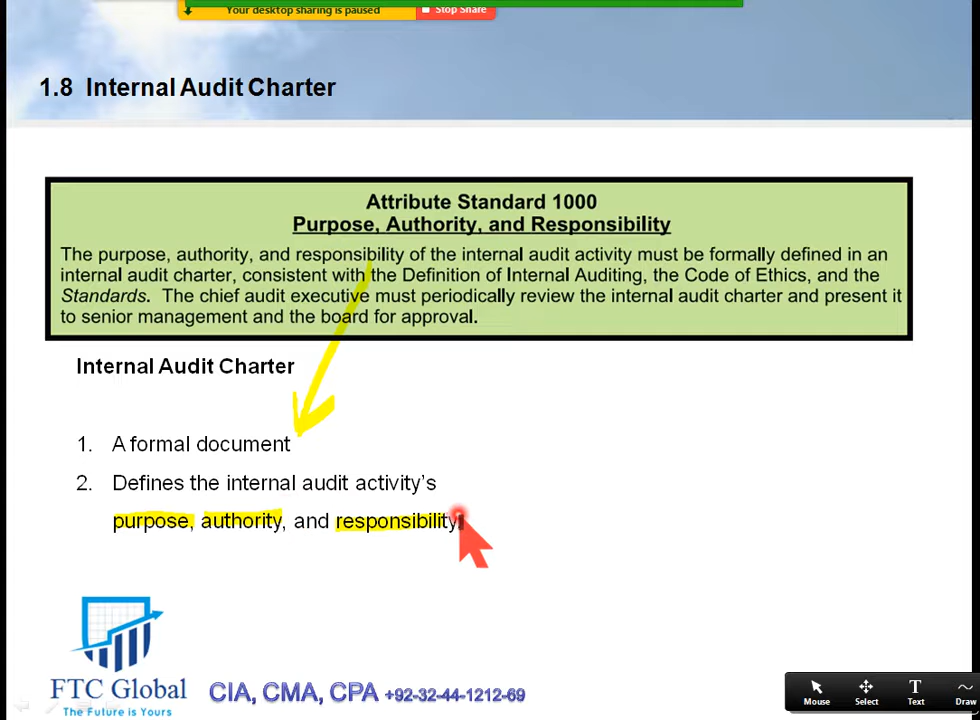 Your desktop sharing is paused Stop Share
1.8 Internal Audit Charter
Attribute Standard 1000
Purpose, Authority, and Responsibility
The purpose, authority, and responsibility of the internal audit activity must be formally defined in an
internal audit charter, consistent with the Definition of Internal Auditing, the Code of Ethics, and the
Standards. The chief audit executive must periodically review the internal audit charter and present it
to senior management and the board for approval.
Internal Audit Charter
1. A formal document
2. Defines the internal audit activity’s
purpose, authority, and responsibility
FTC Global
The Future is Yours
CIA, CMA, CPA +92-32-44-1212-69
Mouse Select Text Draw